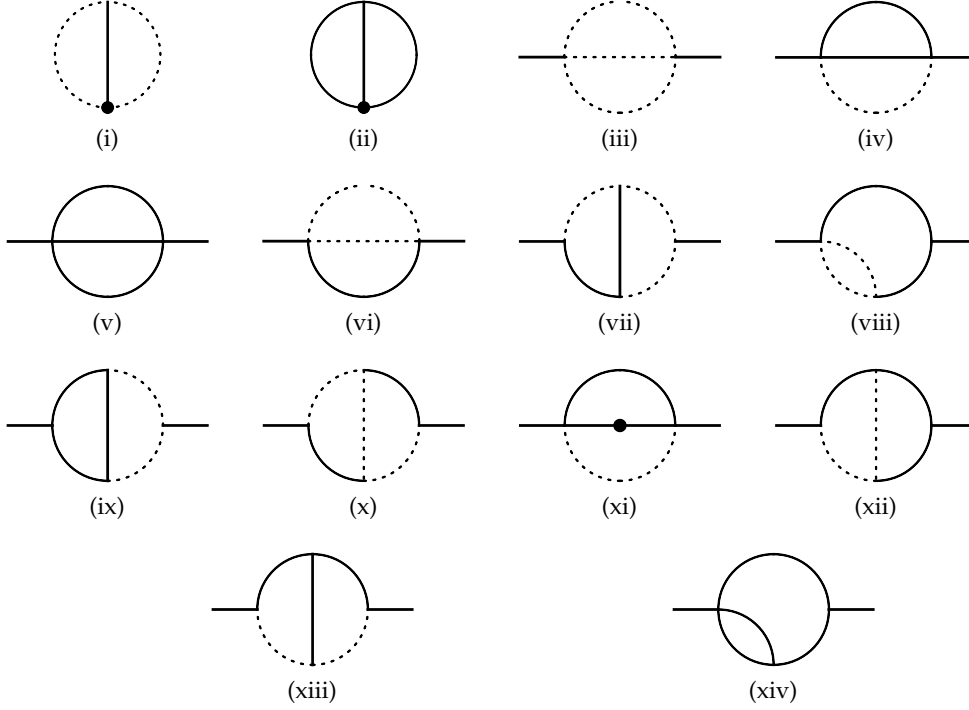 (i) (ii) (iii) (iv)
(v) (vi) (vii) (viii)
(ix) (x) (xi) (xii)
(xiii) (xiv)